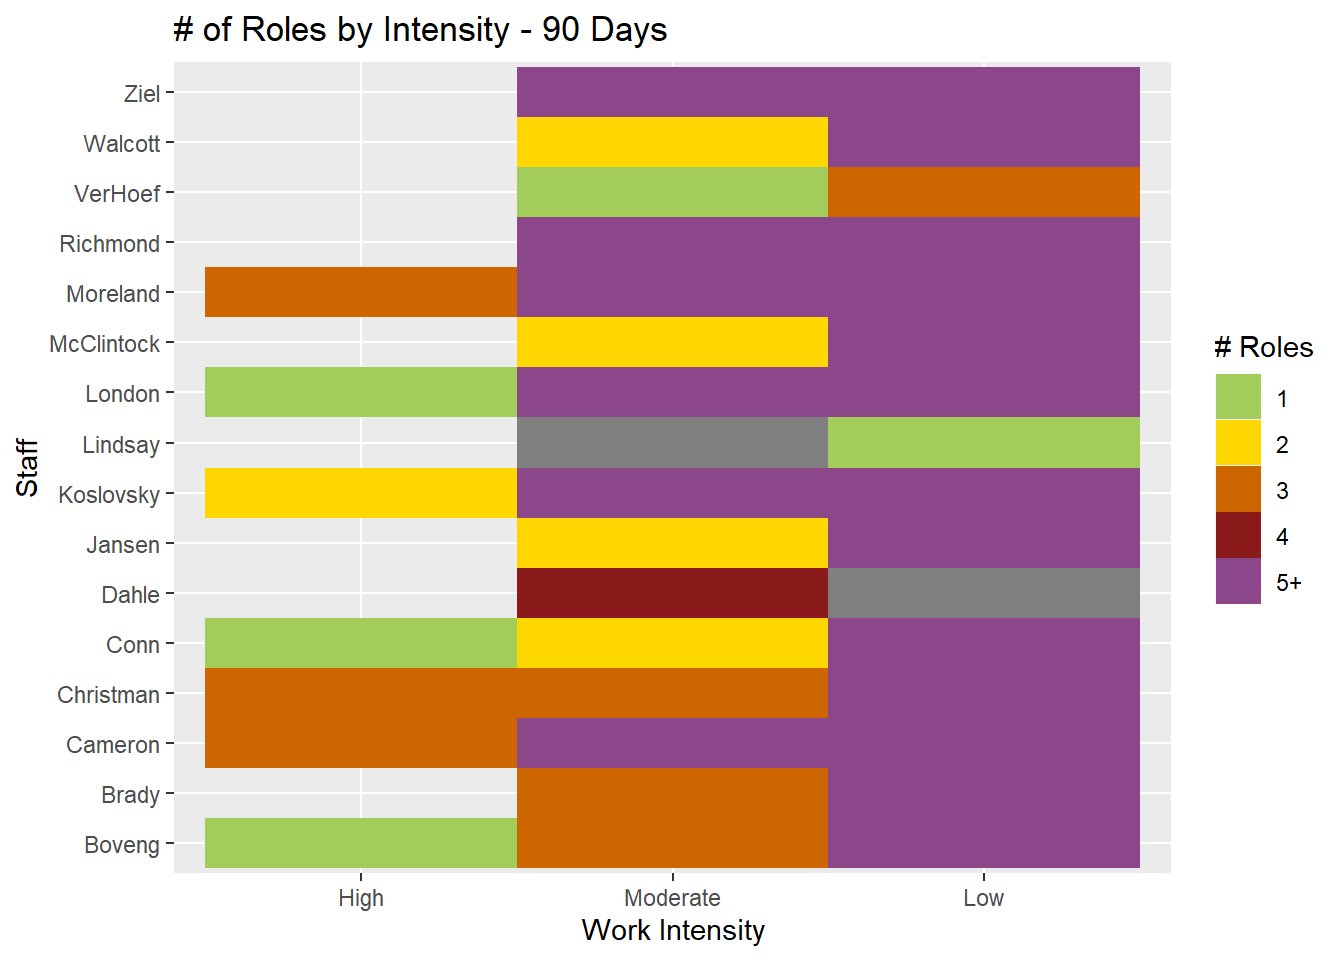 # of Roles by Intensity - 90 Days
Ziel
Walcott
VerHoef
Richmond
Moreland
McClintock
London
Lindsay
Koslovsky
Jansen
Dahle
Conn
Christman
Cameron
Brady
Boveng
Staff
High Moderate Low
Work Intensity
# Roles
1
2
3
4
5+